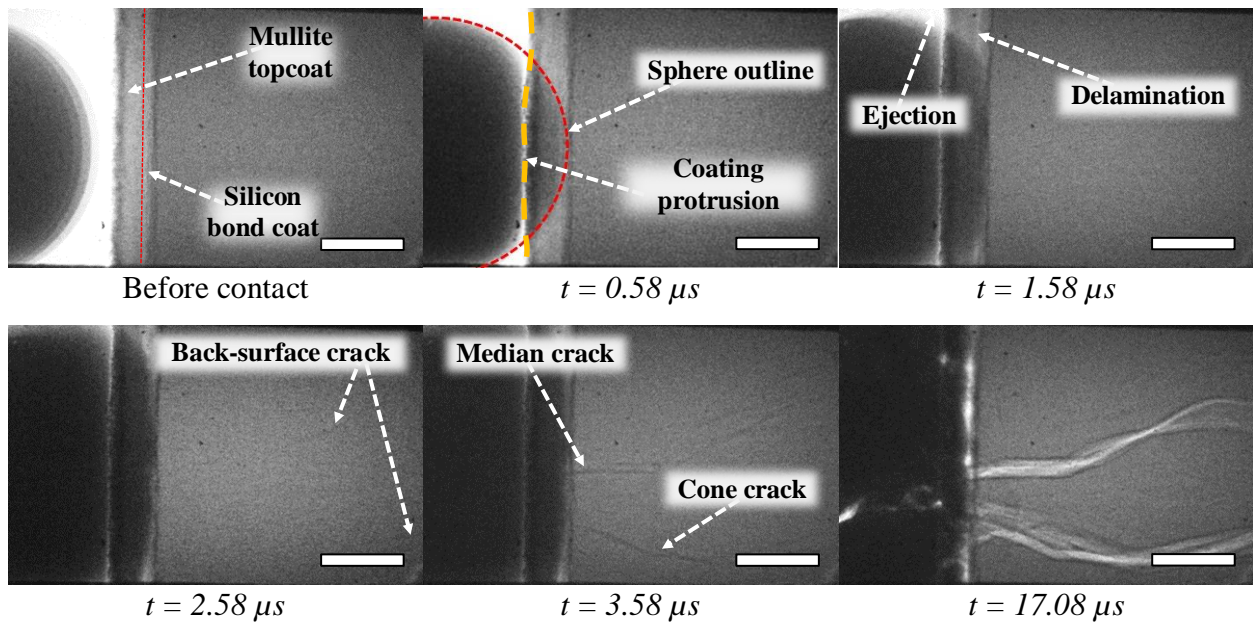 Mullite
topcoat
Silicon
bond coat
Before contact
Sphere outline
Coating
protrusion
t = 0.58 μs
Ejection
Delamination
t = 1.58 μs
Back-surface crack
t = 2.58 μs
Median crack
Cone crack
t = 3.58 μs
t = 17.08 μs